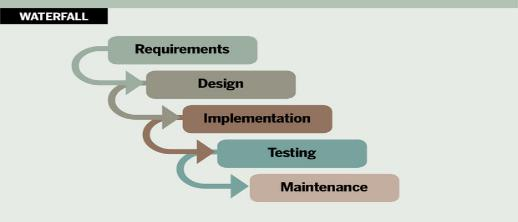 WATERFALL
Requirements
Design
Implementation
Testing
Maintenance